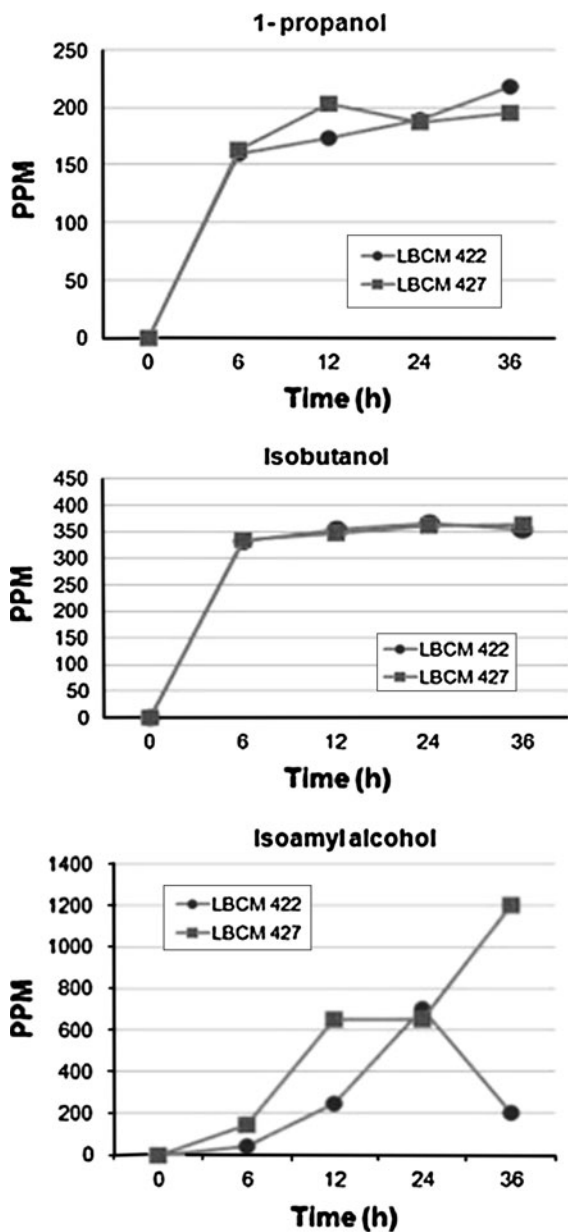 1- propanol
250
200
150
100
50
0
PPM
LBCM 422
LBCM 427
0 6 12 24 36
Time (h)
Isobutanol
450
400
350
300
250
200
150
100
50
0
PPM
LBCM 422
LBCM 427
0 6 12 24 36
Time (h)
Isoamyl alcohol
1400
1200
1000
800
600
400
200
0
PPM
LBCM 422
LBCM 427
0 6 12 24 36
Time (h)